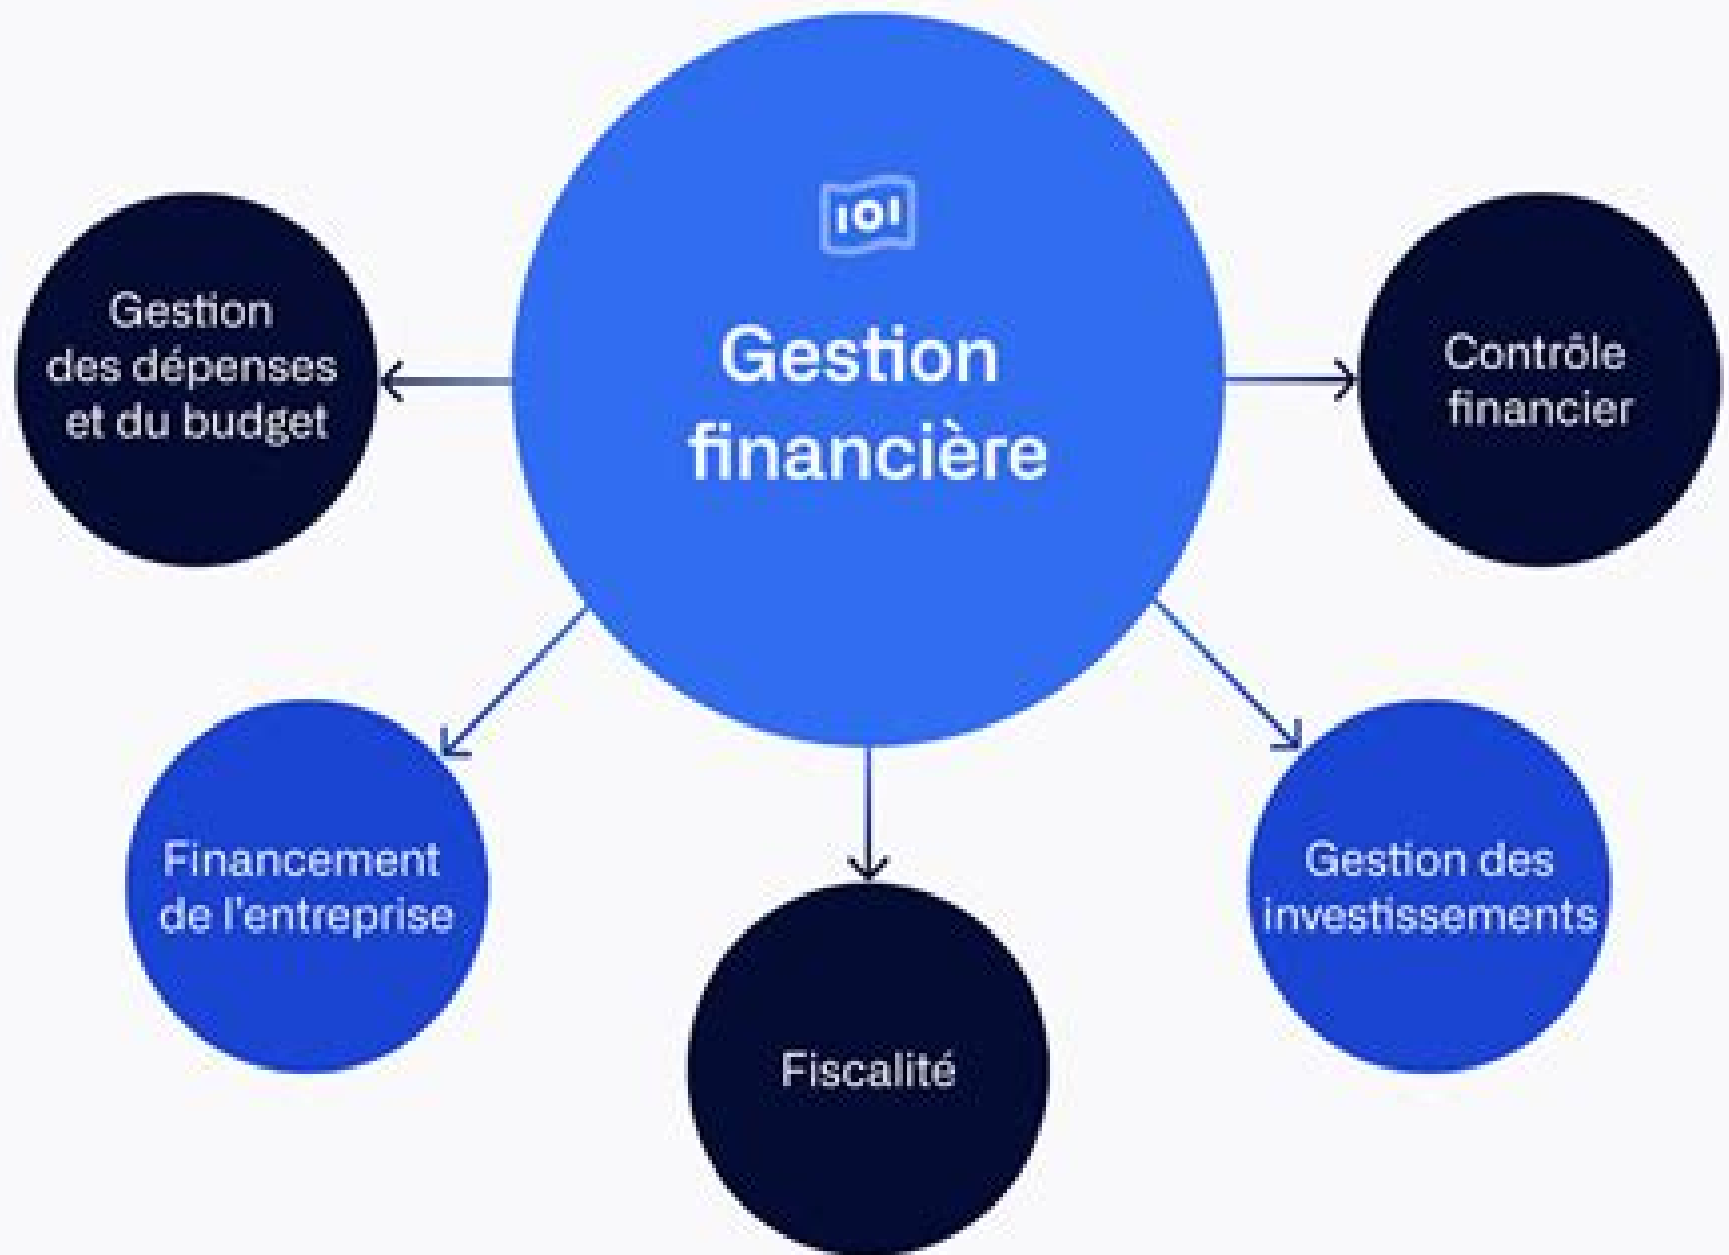 Gestion
financière
Gestion
des dépenses
et du budget
Contrôle
financier
Financement
de l'entreprise
Gestion des
investissements
Fiscalité